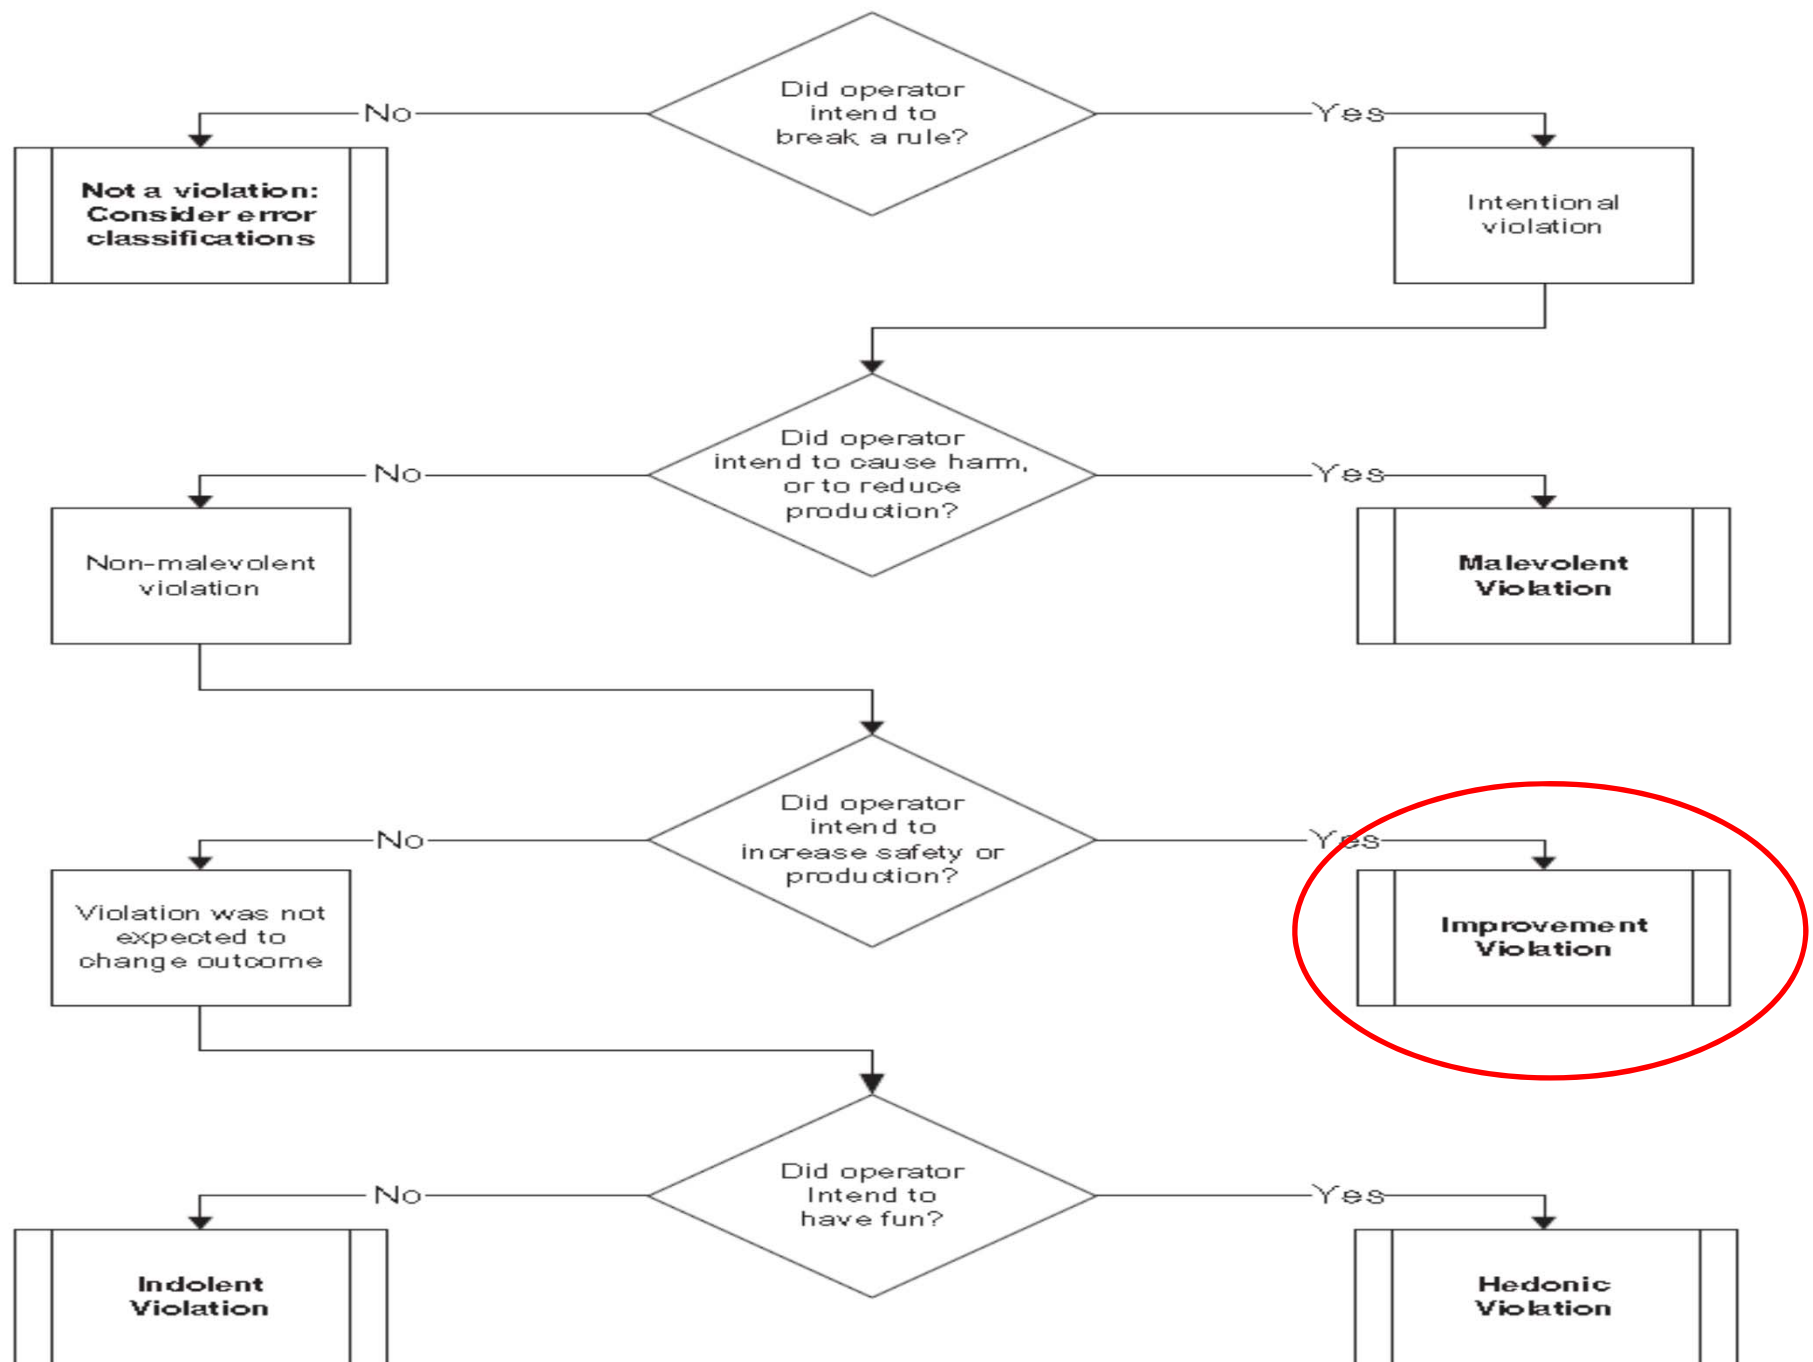 Did operator
intend to
break a rule?
No
Yes
Not a violation:
Consider error
classifications
Intentional
violation
Did operator
intend to cause harm,
or to reduce
production?
No
Yes
Non-malevolent
violation
Malevolent
Violation
Did operator
intend to
increase safety or
production?
No
Yes
Violation was not
expected to
change outcome
Improvement
Violation
Did operator
Intend to
have fun?
No
Yes
Indolent
Violation
Hedonic
Violation